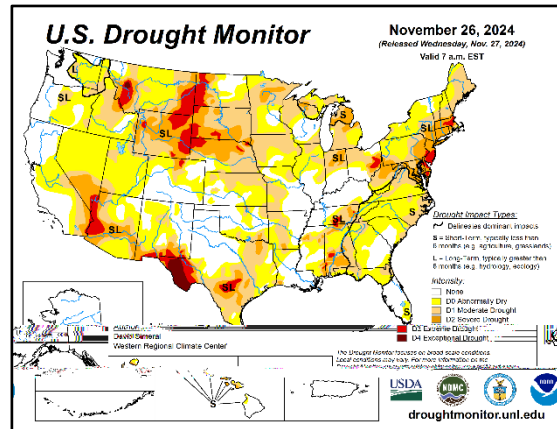 U.S. Drought Monitor
November 26, 2024
(Released Wednesday, Nov. 27, 2024)
Valid 7 a.m. EST
L
SL
S
SL
SL
SL
SL
S
SL
SL
SL
S
S
Drought Impact Types:
Delineates dominant impacts
S = Short-Term, typically less than
6 months (e.g. agriculture, grasslands)
L = Long-Term, typically greater than
6 months (e.g. hydrology, ecology)
Intensity:
None
D0 Abnormally Dry
D1 Moderate Drought
D2 Severe Drought
D3 Extreme Drought
D4 Exceptional Drought
David Simeral
Western Regional Climate Center
The Drought Monitor focuses on broad-scale conditions.
Local conditions may vary. For more information on the
S
USDA
NDMC
droughtmonitor.unl.edu